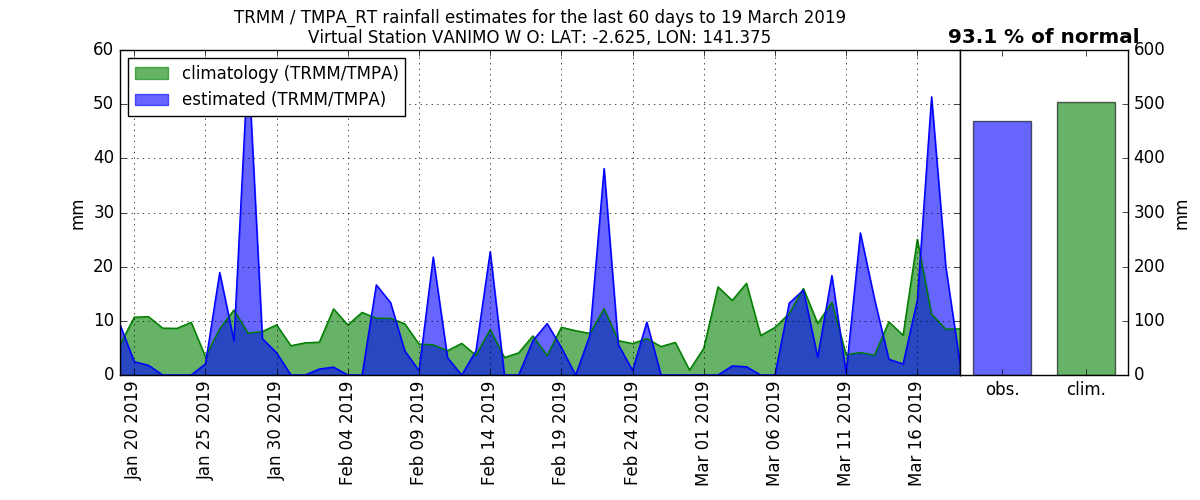 TRMM / TMPA_RT rainfall estimates for the last 60 days to 19 March 2019
Virtual Station VANIMO W O: LAT: -2.625, LON: 141.375
93.1 % of normal
climatology (TRMM/TMPA)
estimated (TRMM/TMPA)
mm
60
50
40
30
20
10
0
Jan 20 2019
Jan 25 2019
Jan 30 2019
Feb 04 2019
Feb 09 2019
Feb 14 2019
Feb 19 2019
Feb 24 2019
Mar 01 2019
Mar 06 2019
Mar 11 2019
Mar 16 2019
600
500
400
300
200
100
0
mm
obs.
clim.